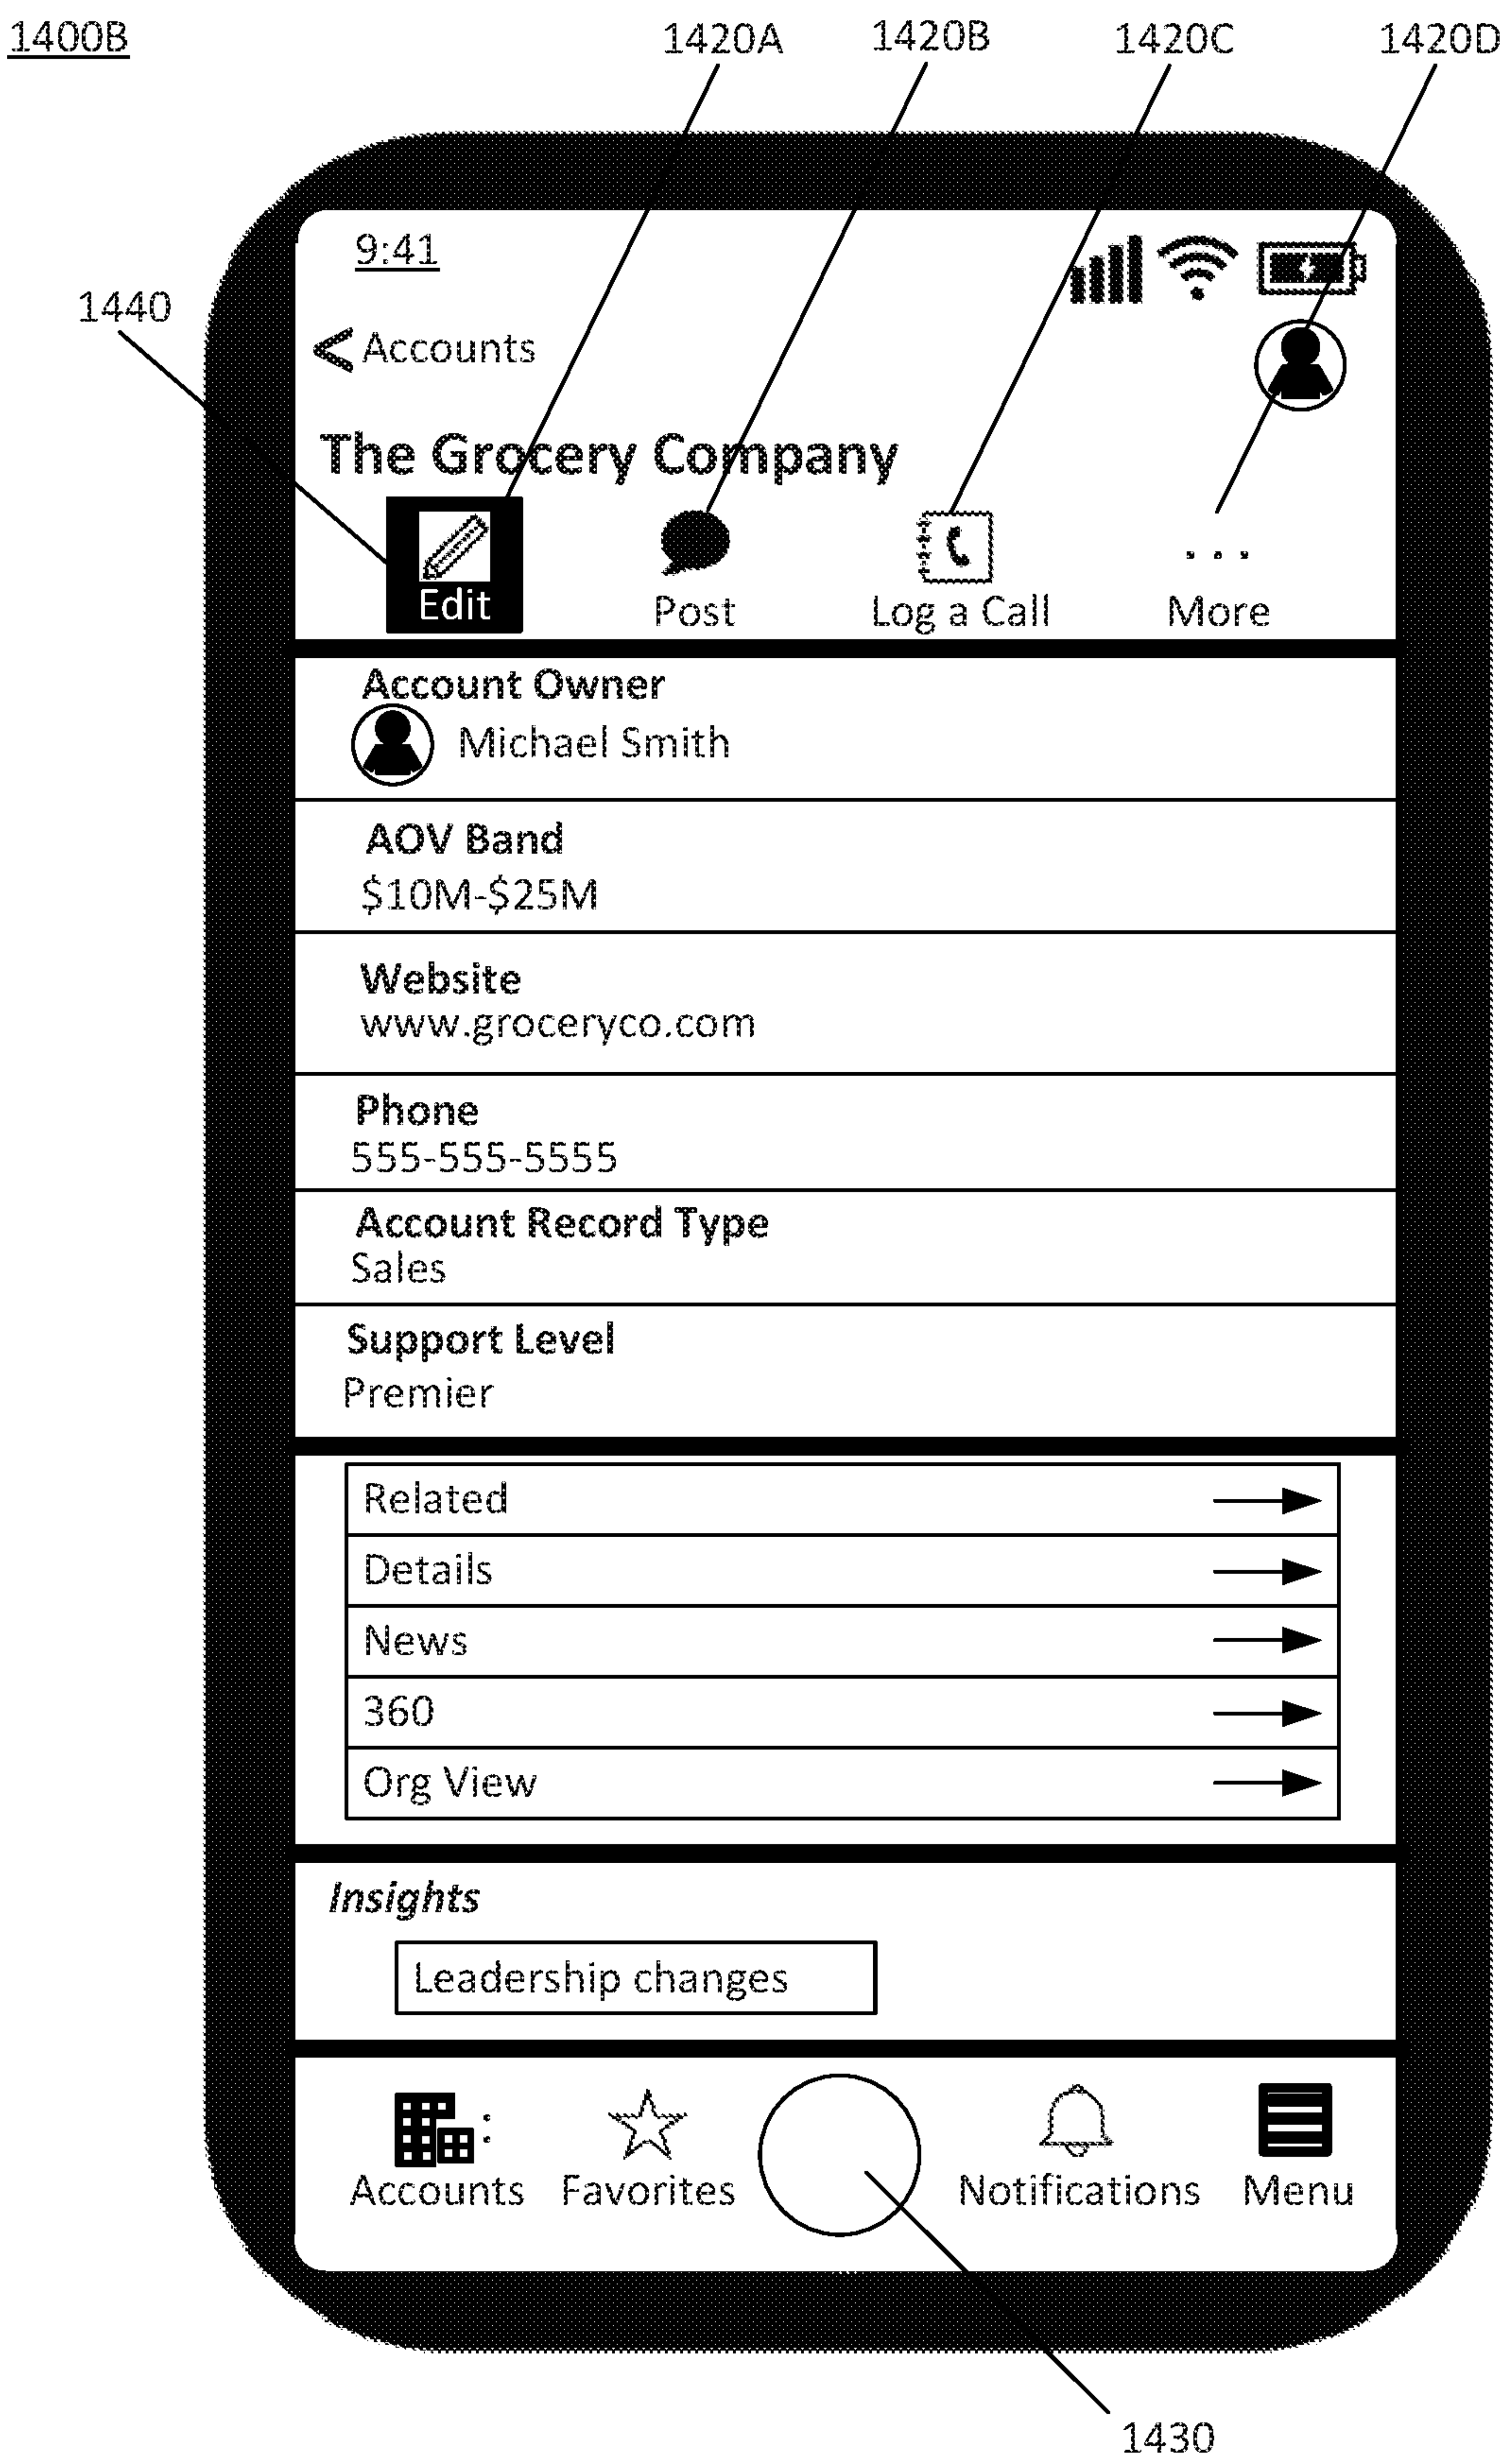 1400B
1420A 1420B 1420C 1420D
9:41
1440
< Accounts
The Grocery Company
Edit Post Log a Call ... More
Account Owner
Michael Smith
AOV Band
$10M-$25M
Website
www.groceryco.com
Phone
555-555-5555
Account Record Type
Sales
Support Level
Premier
Related
Details
News
360
Org View
Insights
Leadership changes
Accounts Favorites Notifications Menu
1430